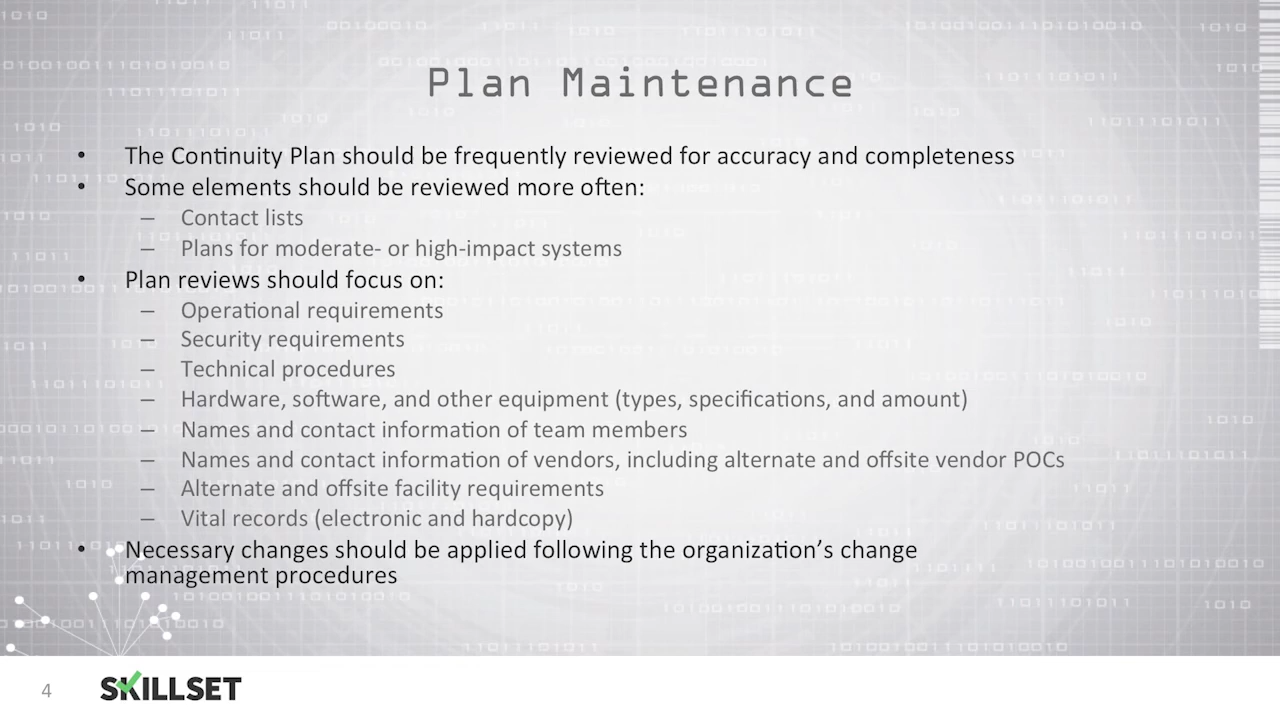 Plan Maintenance
• The Continuity Plan should be frequently reviewed for accuracy and completeness
• Some elements should be reviewed more often:
– Contact lists
– Plans for moderate- or high-impact systems
• Plan reviews should focus on:
– Operational requirements
– Security requirements
– Technical procedures
– Hardware, software, and other equipment (types, specifications, and amount)
– Names and contact information of team members
– Names and contact information of vendors, including alternate and offsite vendor POCs
– Alternate and offsite facility requirements
– Vital records (electronic and hardcopy)
• Necessary changes should be applied following the organization’s change
management procedures
4
SKILLSET